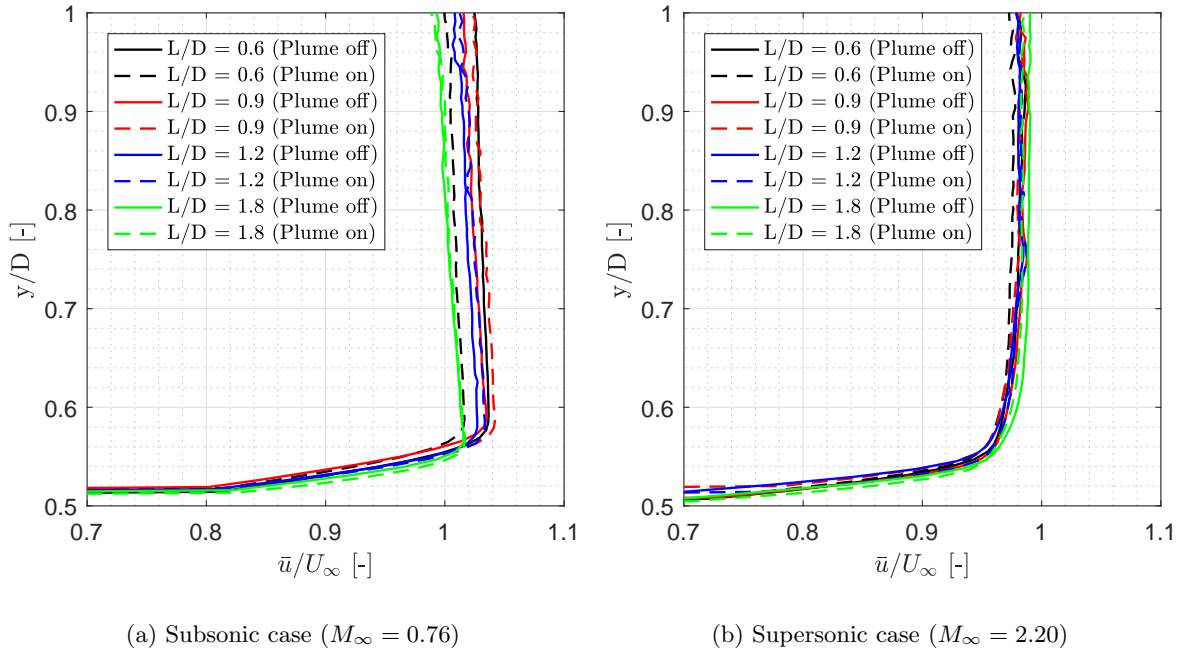 1
0.9
0.8
0.7
0.6
0.5
y/D [-]
L/D = 0.6 (Plume off)
L/D = 0.6 (Plume on)
L/D = 0.9 (Plume off)
L/D = 0.9 (Plume on)
L/D = 1.2 (Plume off)
L/D = 1.2 (Plume on)
L/D = 1.8 (Plume off)
L/D = 1.8 (Plume on)
0.7 0.8 0.9 1 1.1
ū/U∞ [-]
(a) Subsonic case (M∞ = 0.76)
1
0.9
0.8
0.7
0.6
0.5
y/D [-]
L/D = 0.6 (Plume off)
L/D = 0.6 (Plume on)
L/D = 0.9 (Plume off)
L/D = 0.9 (Plume on)
L/D = 1.2 (Plume off)
L/D = 1.2 (Plume on)
L/D = 1.8 (Plume off)
L/D = 1.8 (Plume on)
0.7 0.8 0.9 1 1.1
ū/U∞ [-]
(b) Supersonic case (M∞ = 2.20)